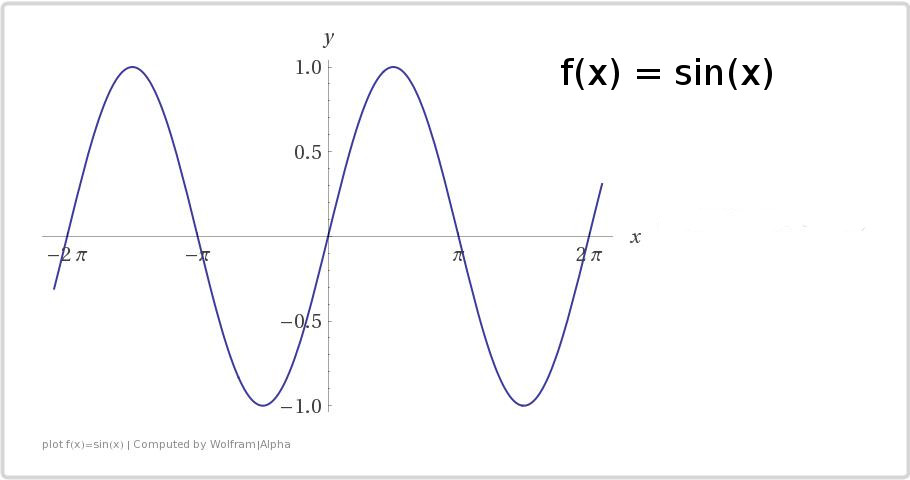 y
f(x) = sin(x)
1.0
0.5
x
−2 π
−π
π
2 π
−0.5
−1.0
plot f(x)=sin(x) | Computed by Wolfram|Alpha